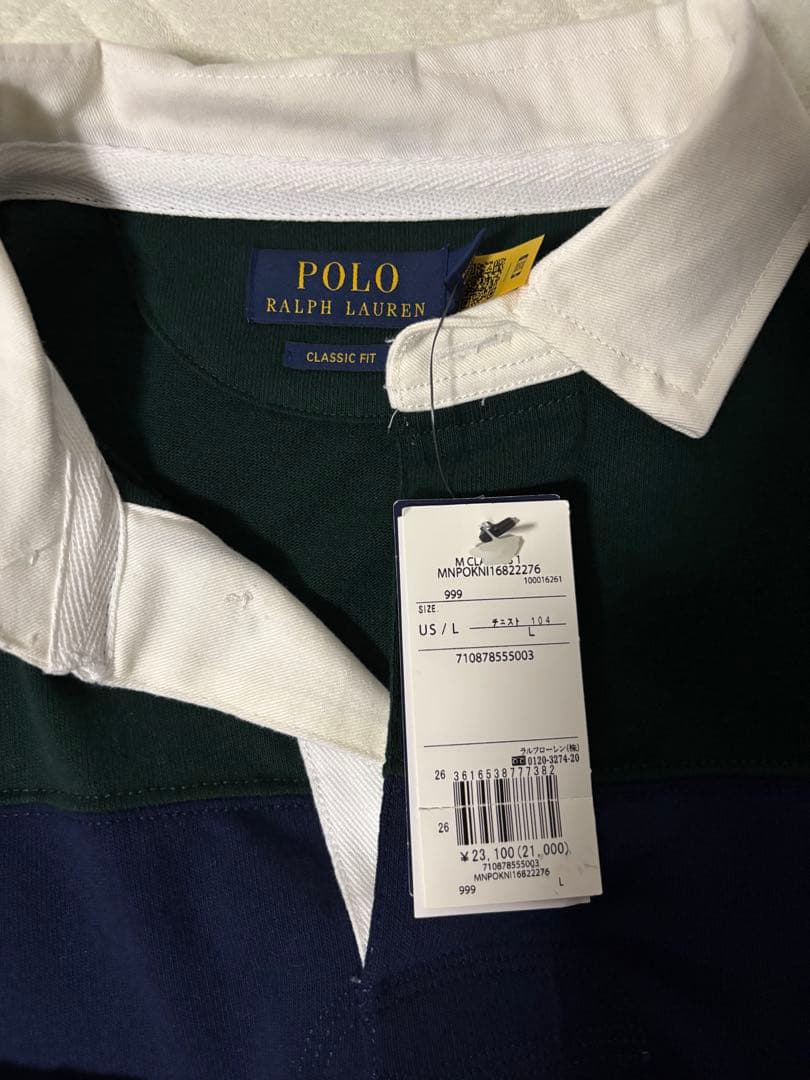 POLO
RALPH LAUREN
CLASSIC FIT
M CLA
MNPOKNI16822276
100016261
999
SIZE.
US / L
チェスト 104
L
710878555003
ラルフローレン(株)
0120-3274-20
26 3616538777382
26
¥23,100(21,000)
710878555003
MNPOKNI16822276
999 L